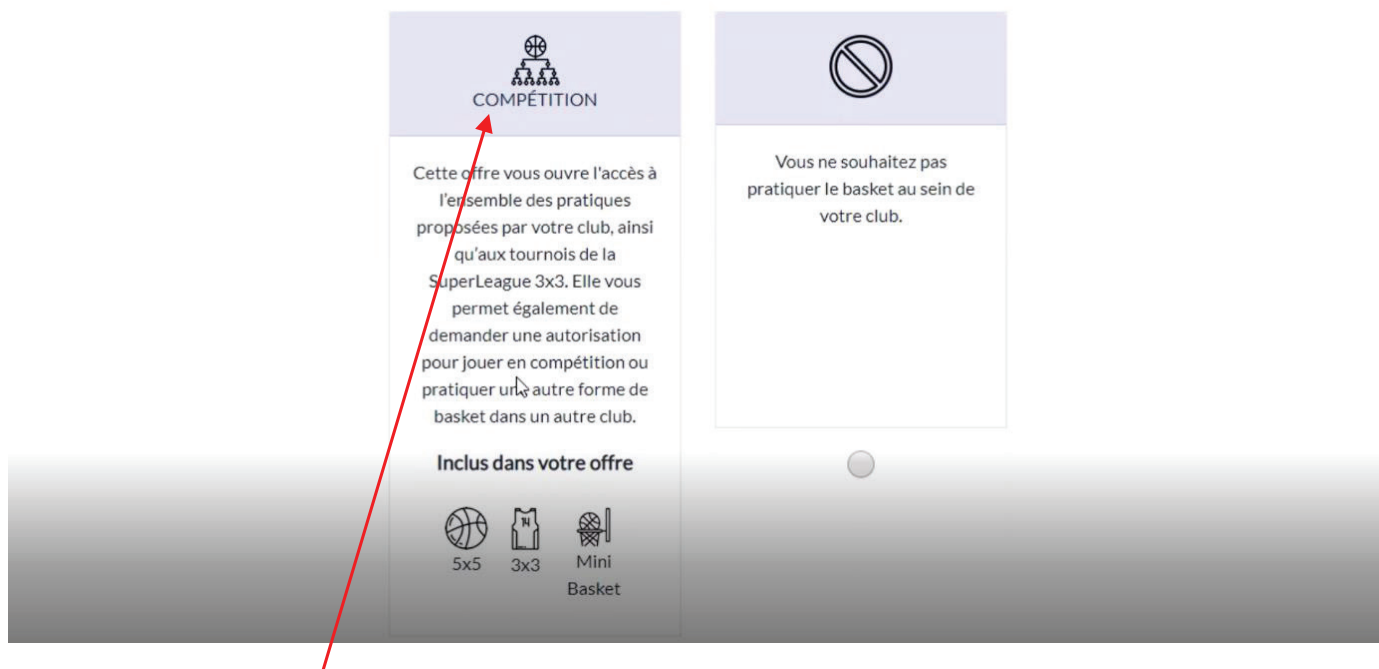 COMPÉTITION
Cette offre vous ouvre l'accès à
l'ensemble des pratiques
proposées par votre club, ainsi
qu'aux tournois de la
SuperLeague 3x3. Elle vous
permet également de
demander une autorisation
pour jouer en compétition ou
pratiquer une autre forme de
basket dans un autre club.
Inclus dans votre offre
14
5x5
3x3
Mini
Basket
Vous ne souhaitez pas
pratiquer le basket au sein de
votre club.